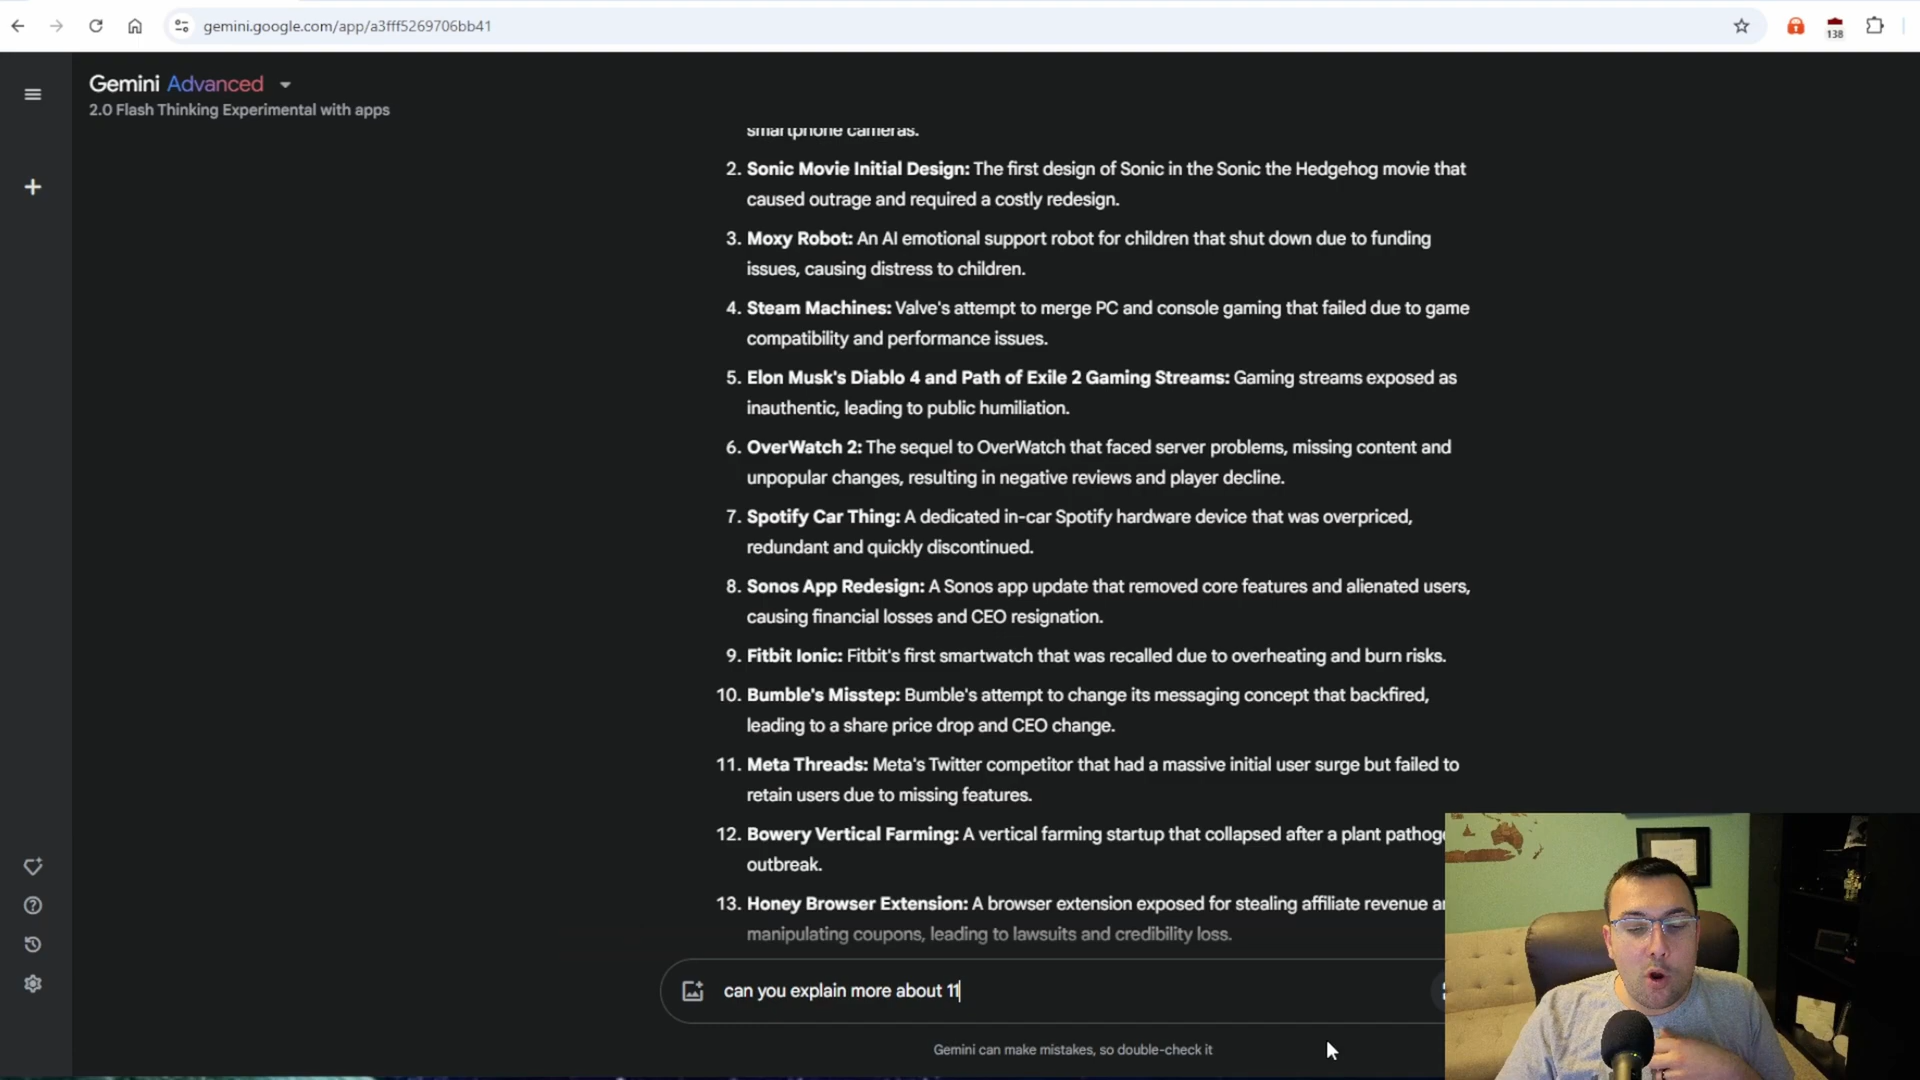 gemini.google.com/app/a3fff5269706bb41
138
Gemini Advanced
2.0 Flash Thinking Experimental with apps
smartphone cameras.
2. Sonic Movie Initial Design: The first design of Sonic in the Sonic the Hedgehog movie that
caused outrage and required a costly redesign.
3. Moxy Robot: An AI emotional support robot for children that shut down due to funding
issues, causing distress to children.
4. Steam Machines: Valve's attempt to merge PC and console gaming that failed due to game
compatibility and performance issues.
5. Elon Musk's Diablo 4 and Path of Exile 2 Gaming Streams: Gaming streams exposed as
inauthentic, leading to public humiliation.
6. OverWatch 2: The sequel to OverWatch that faced server problems, missing content and
unpopular changes, resulting in negative reviews and player decline.
7. Spotify Car Thing: A dedicated in-car Spotify hardware device that was overpriced,
redundant and quickly discontinued.
8. Sonos App Redesign: A Sonos app update that removed core features and alienated users,
causing financial losses and CEO resignation.
9. Fitbit Ionic: Fitbit's first smartwatch that was recalled due to overheating and burn risks.
10. Bumble's Misstep: Bumble's attempt to change its messaging concept that backfired,
leading to a share price drop and CEO change.
11. Meta Threads: Meta's Twitter competitor that had a massive initial user surge but failed to
retain users due to missing features.
12. Bowery Vertical Farming: A vertical farming startup that collapsed after a plant pathoge
outbreak.
13. Honey Browser Extension: A browser extension exposed for stealing affiliate revenue a
manipulating coupons, leading to lawsuits and credibility loss.
can you explain more about 11
Gemini can make mistakes, so double-check it